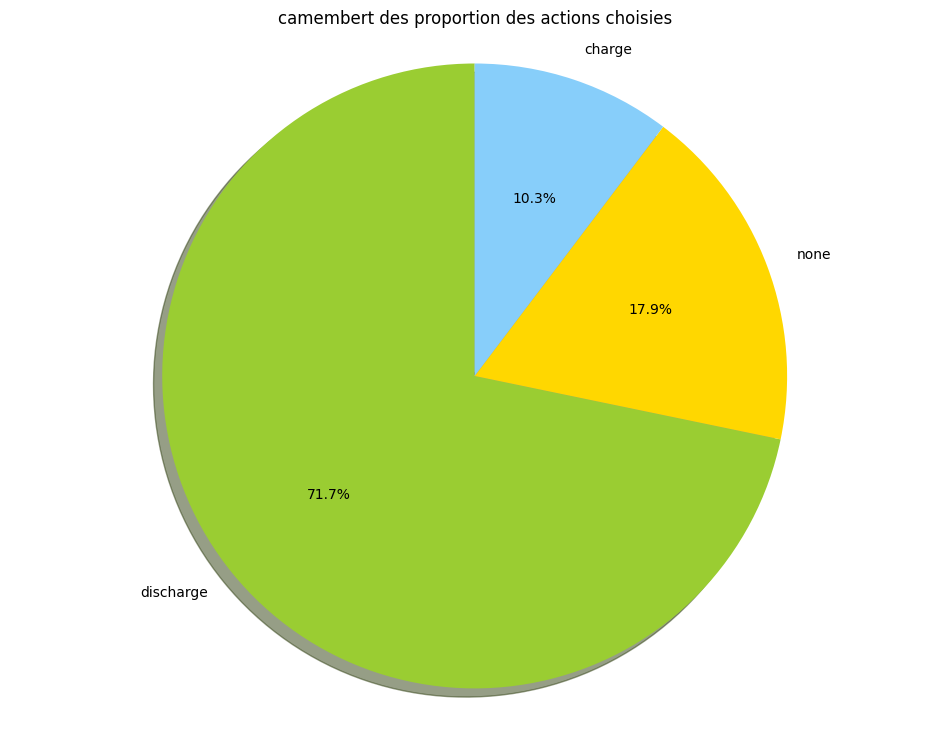 camembert des proportion des actions choisies
charge
10.3%
none
17.9%
71.7%
discharge